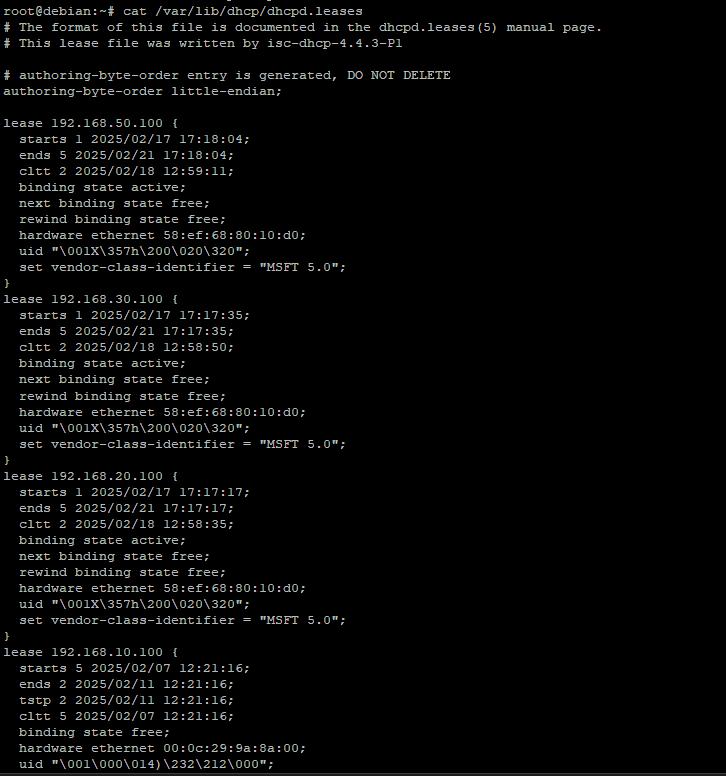 root@debian:~# cat /var/lib/dhcp/dhcpd.leases
# The format of this file is documented in the dhcpd.leases(5) manual page.
# This lease file was written by isc-dhcp-4.4.3-P1

# authoring-byte-order entry is generated, DO NOT DELETE
authoring-byte-order little-endian;

lease 192.168.50.100 {
  starts 1 2025/02/17 17:18:04;
  ends 5 2025/02/21 17:18:04;
  cltt 2 2025/02/18 12:59:11;
  binding state active;
  next binding state free;
  rewind binding state free;
  hardware ethernet 58:ef:68:80:10:d0;
  uid "\001X\357h\200\020\320";
  set vendor-class-identifier = "MSFT 5.0";
}
lease 192.168.30.100 {
  starts 1 2025/02/17 17:17:35;
  ends 5 2025/02/21 17:17:35;
  cltt 2 2025/02/18 12:58:50;
  binding state active;
  next binding state free;
  rewind binding state free;
  hardware ethernet 58:ef:68:80:10:d0;
  uid "\001X\357h\200\020\320";
  set vendor-class-identifier = "MSFT 5.0";
}
lease 192.168.20.100 {
  starts 1 2025/02/17 17:17:17;
  ends 5 2025/02/21 17:17:17;
  cltt 2 2025/02/18 12:58:35;
  binding state active;
  next binding state free;
  rewind binding state free;
  hardware ethernet 58:ef:68:80:10:d0;
  uid "\001X\357h\200\020\320";
  set vendor-class-identifier = "MSFT 5.0";
}
lease 192.168.10.100 {
  starts 5 2025/02/07 12:21:16;
  ends 2 2025/02/11 12:21:16;
  tstp 2 2025/02/11 12:21:16;
  cltt 5 2025/02/07 12:21:16;
  binding state free;
  hardware ethernet 00:0c:29:9a:8a:00;
  uid "\001\000\014)\232\212\000";